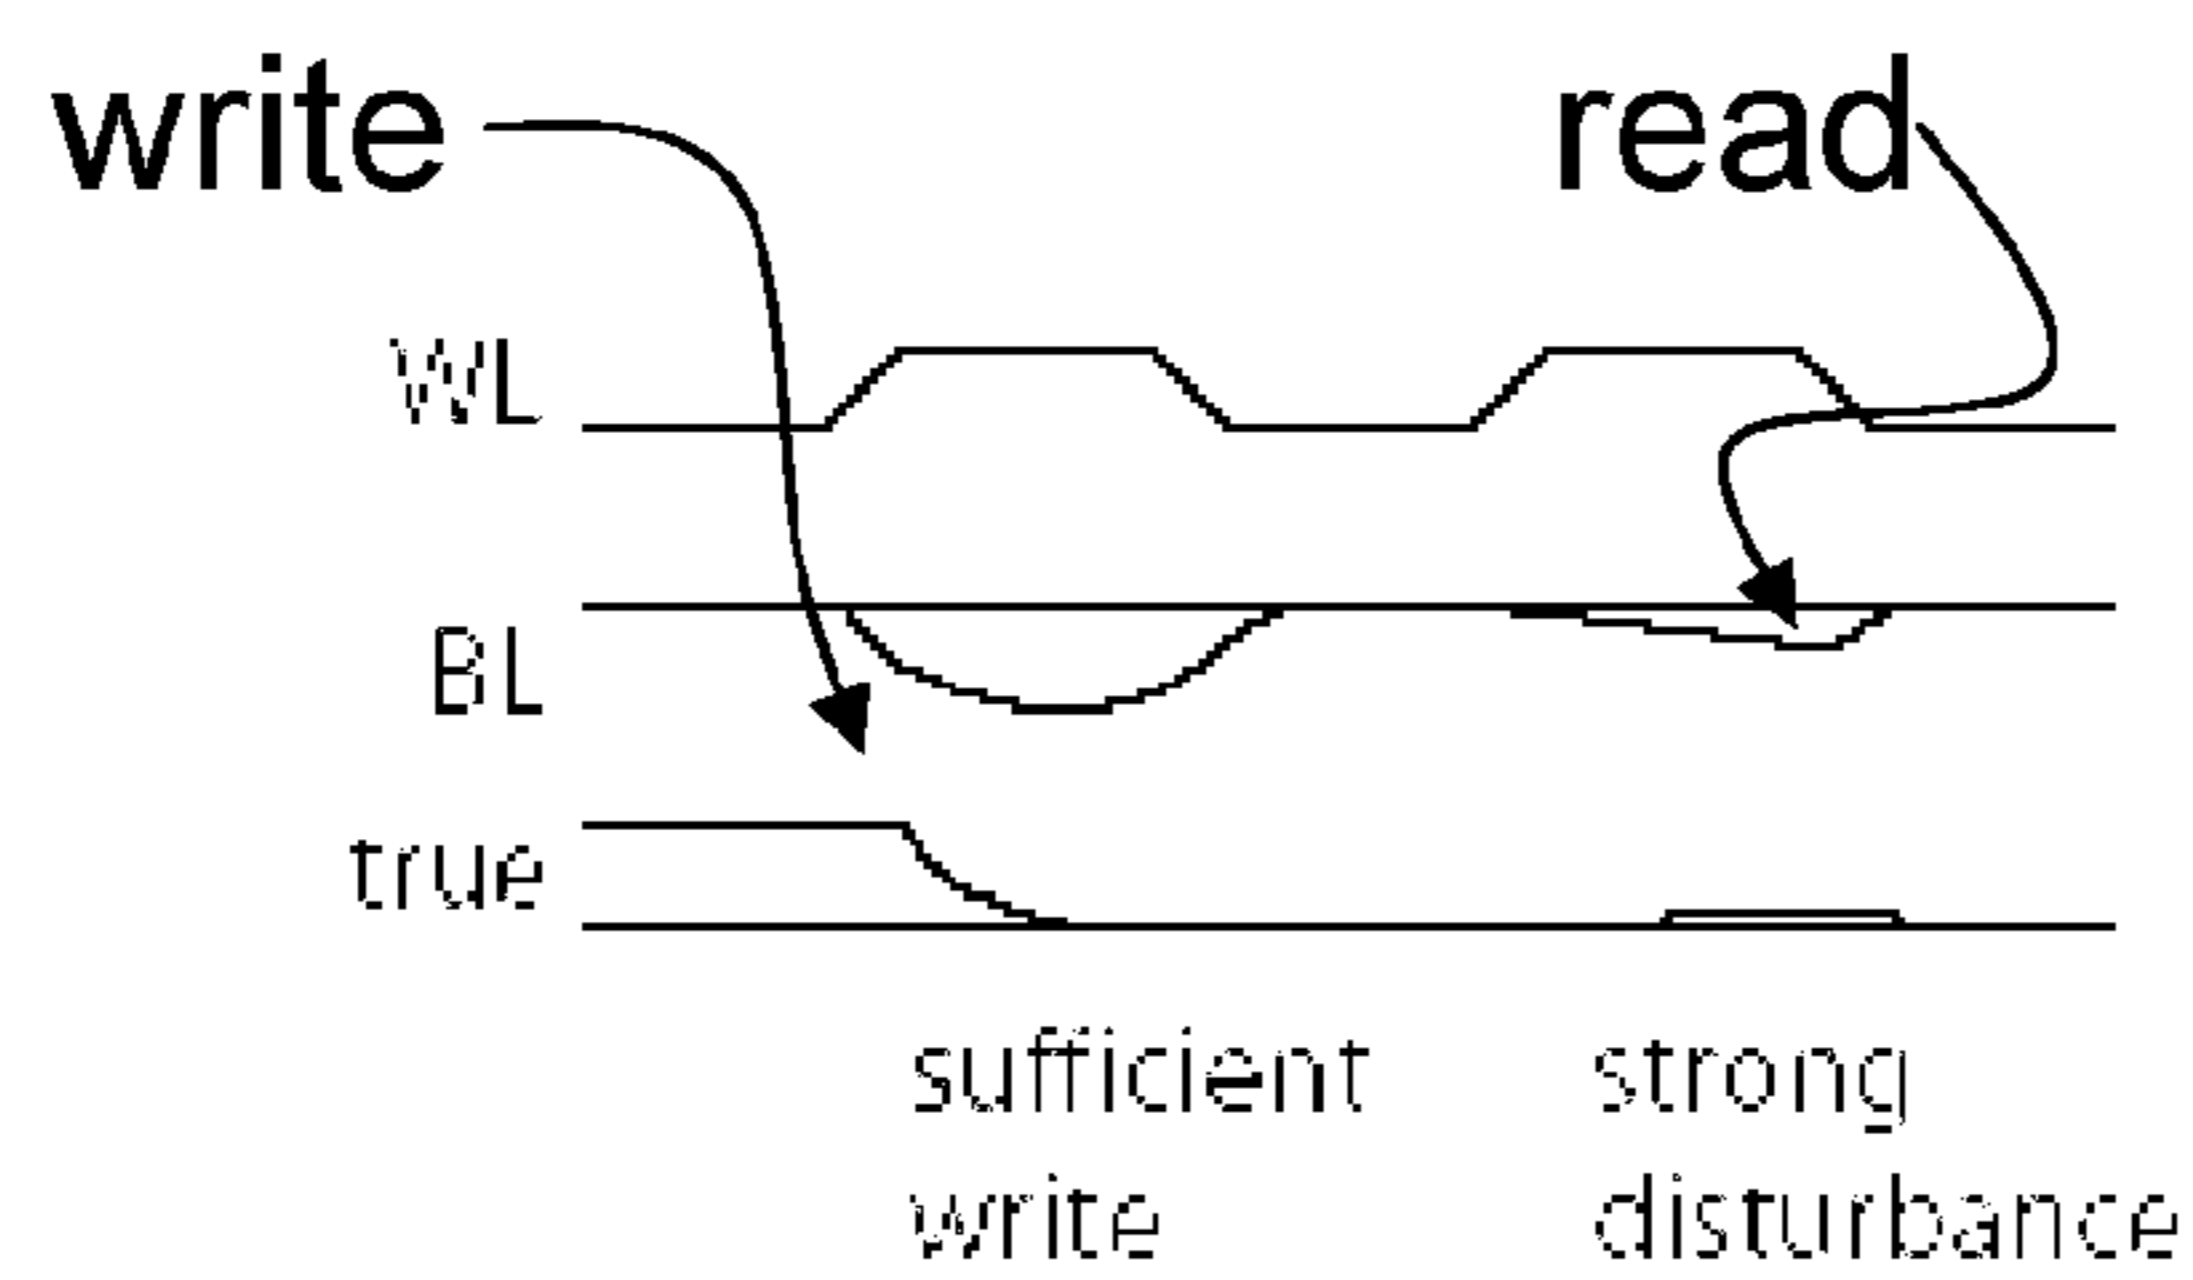 write read
WL
BL
true
sufficient strong
write disturbance